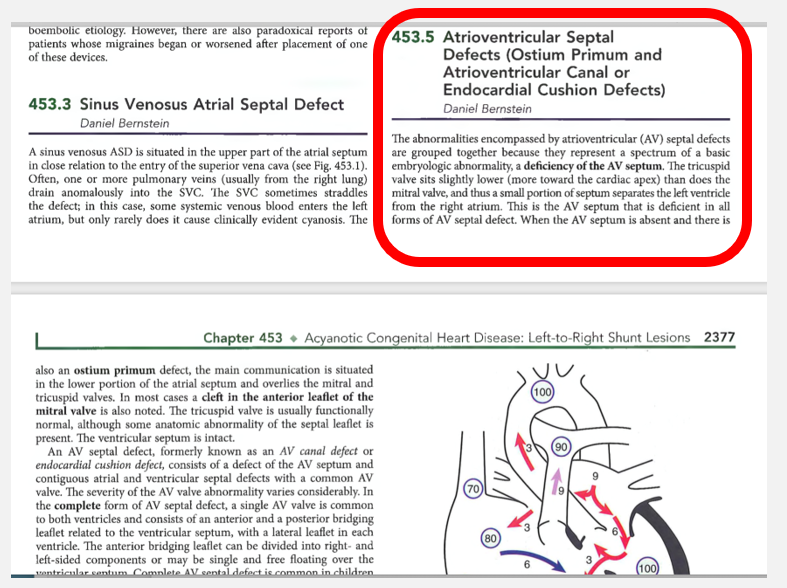 boembolic etiology. However, there are also paradoxical reports of
patients whose migraines began or worsened after placement of one
of these devices.
453.3 Sinus Venosus Atrial Septal Defect
Daniel Bernstein
A sinus venosus ASD is situated in the upper part of the atrial septum
in close relation to the entry of the superior vena cava (see Fig. 453.1).
Often, one or more pulmonary veins (usually from the right lung)
drain anomalously into the SVC. The SVC sometimes straddles
the defect; in this case, some systemic venous blood enters the left
atrium, but only rarely does it cause clinically evident cyanosis. The
453.5 Atrioventricular Septal
Defects (Ostium Primum and
Atrioventricular Canal or
Endocardial Cushion Defects)
Daniel Bernstein
The abnormalities encompassed by atrioventricular (AV) septal defects
are grouped together because they represent a spectrum of a basic
embryologic abnormality, a deficiency of the AV septum. The tricuspid
valve sits slightly lower (more toward the cardiac apex) than does the
mitral valve, and thus a small portion of septum separates the left ventricle
from the right atrium. This is the AV septum that is deficient in all
forms of AV septal defect. When the AV septum is absent and there is
Chapter 453 ◆ Acyanotic Congenital Heart Disease: Left-to-Right Shunt Lesions 2377
also an ostium primum defect, the main communication is situated
in the lower portion of the atrial septum and overlies the mitral and
tricuspid valves. In most cases a cleft in the anterior leaflet of the
mitral valve is also noted. The tricuspid valve is usually functionally
normal, although some anatomic abnormality of the septal leaflet is
present. The ventricular septum is intact.
An AV septal defect, formerly known as an AV canal defect or
endocardial cushion defect, consists of a defect of the AV septum and
contiguous atrial and ventricular septal defects with a common AV
valve. The severity of the AV valve abnormality varies considerably. In
the complete form of AV septal defect, a single AV valve is common
to both ventricles and consists of an anterior and a posterior bridging
leaflet related to the ventricular septum, with a lateral leaflet in each
ventricle. The anterior bridging leaflet can be divided into right- and
left-sided components or may be single and free floating over the
ventricular septum. Complete AV septal defect is common in children
100
3
90
9
9
70
3
6
80
6
3
100